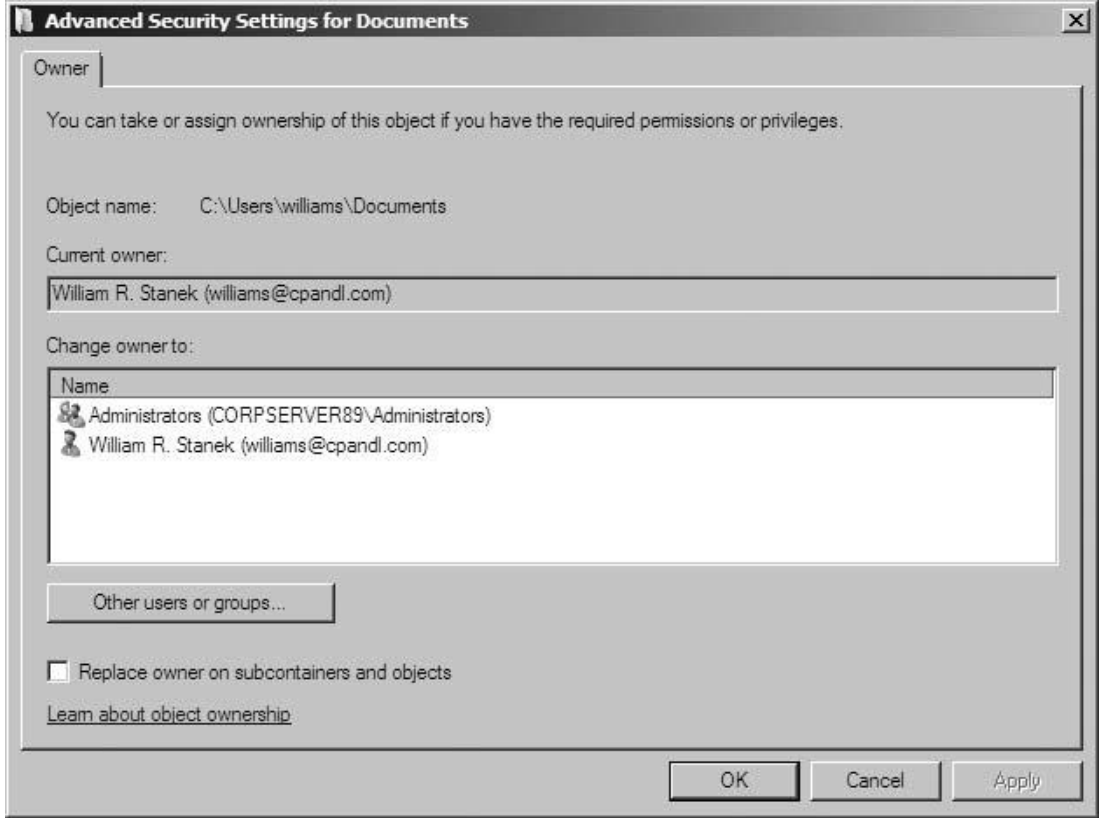 Advanced Security Settings for Documents
Owner
You can take or assign ownership of this object if you have the required permissions or privileges.
Object name: C:\Users\williams\Documents
Current owner:
William R. Stanek (williams@cpandl.com)
Change owner to:
Name
Administrators (CORPSERVER89\Administrators)
William R. Stanek (williams@cpandl.com)
Other users or groups...
Replace owner on subcontainers and objects
Learn about object ownership
OK Cancel Apply